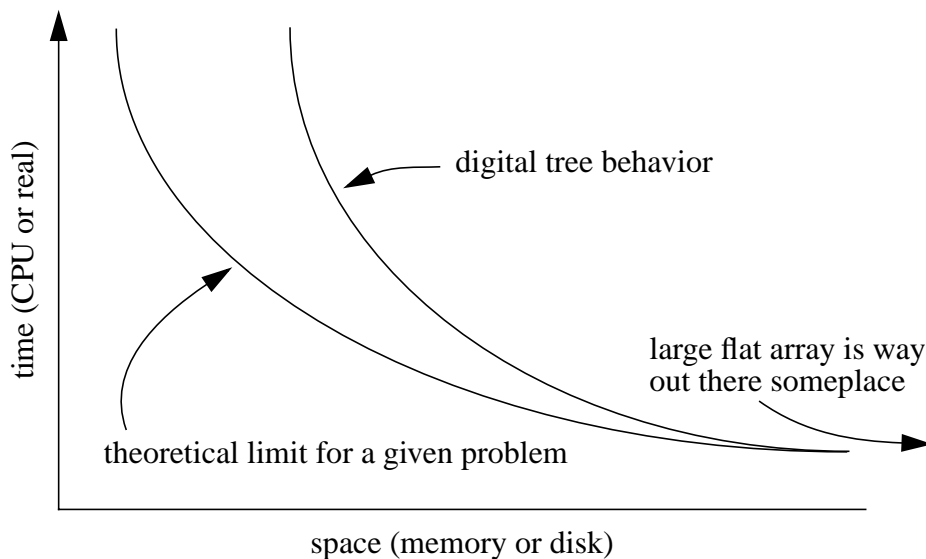 time (CPU or real)
digital tree behavior
large flat array is way
out there someplace
theoretical limit for a given problem
space (memory or disk)